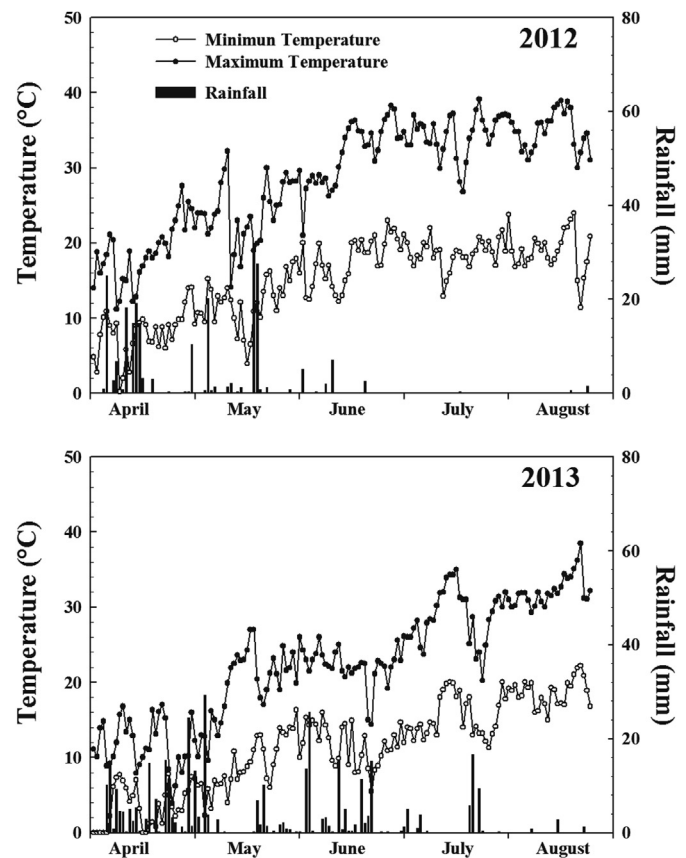 50
80
Minimun Temperature
2012
Maximum Temperature
40
Rainfall
60
30
40
20
20
10
0
0
April
May
June
July
August
Temperature (°C)
Rainfall (mm)
50
80
2013
40
60
30
40
20
20
10
0
0
April
May
June
July
August
Temperature (°C)
Rainfall (mm)